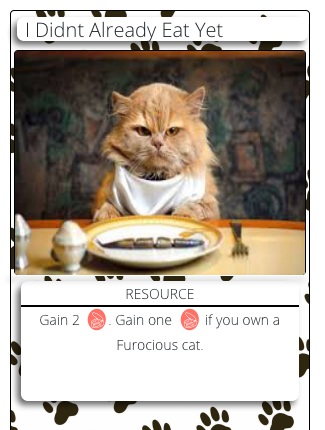 I Didnt Already Eat Yet
RESOURCE
Gain 2 . Gain one if you own a
Furocious cat.